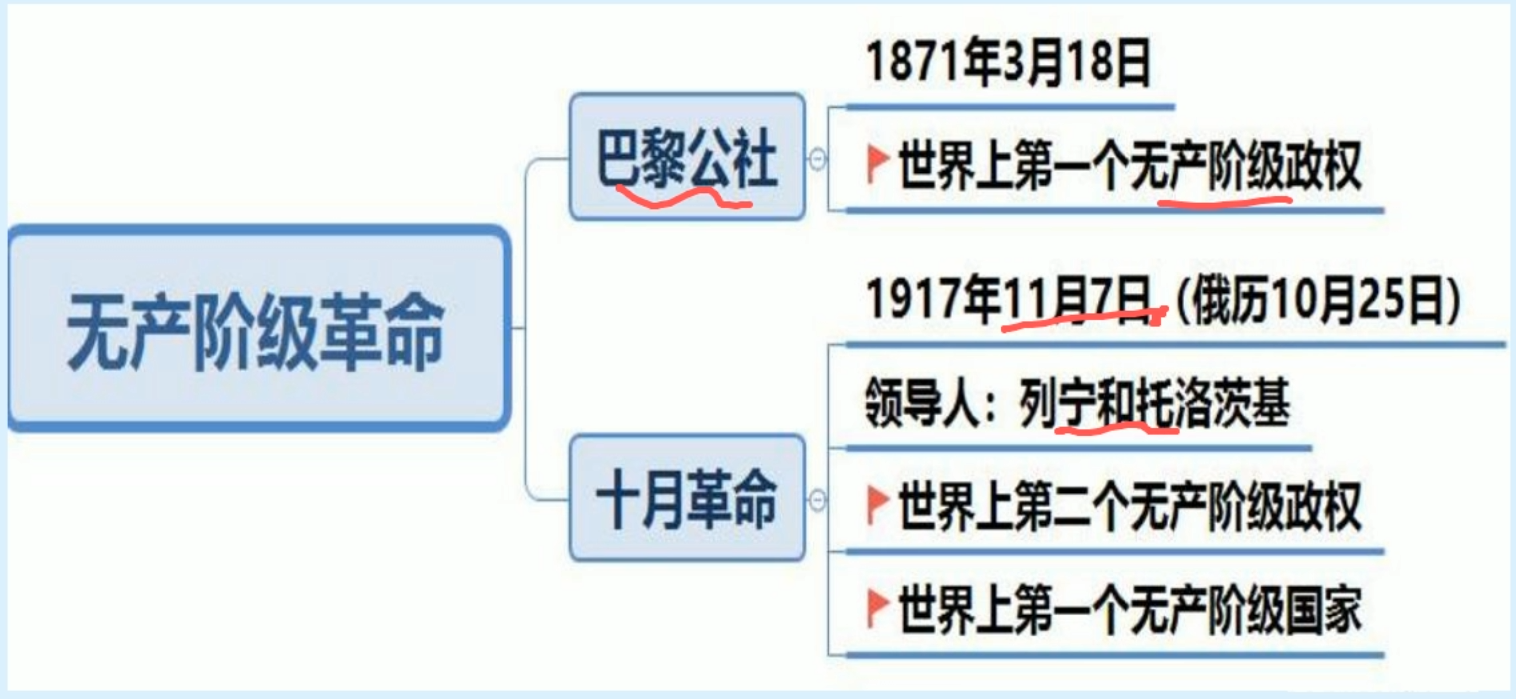 无产阶级革命
巴黎公社
1871年3月18日
世界上第一个无产阶级政权
十月革命
1917年11月7日（俄历10月25日）
领导人：列宁和托洛茨基
世界上第二个无产阶级政权
世界上第一个无产阶级国家